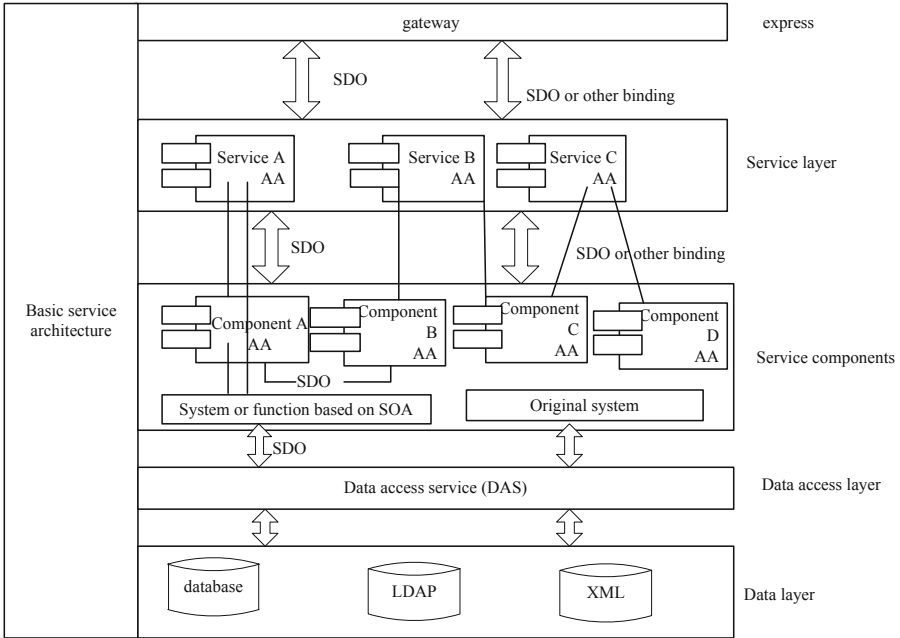 gateway
express
SDO
SDO or other binding
Service A
AA
Service B
AA
Service C
AA
Service layer
SDO
SDO or other binding
Basic service
architecture
Component A
AA
Component
B
AA
Component
C
AA
Component
D
AA
Service components
SDO
System or function based on SOA
Original system
SDO
Data access service (DAS)
Data access layer
database
LDAP
XML
Data layer